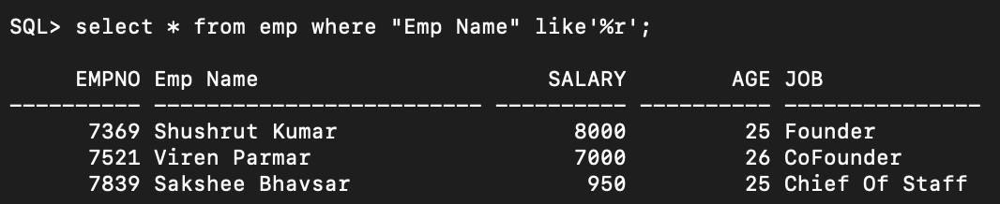 SQL> select * from emp where "Emp Name" like'%r';
     EMPNO Emp Name                      SALARY        AGE JOB
---------- ------------------------- ---------- ---------- ---------------
      7369 Shushrut Kumar                  8000         25 Founder
      7521 Viren Parmar                    7000         26 CoFounder
      7839 Sakshee Bhavsar                  950         25 Chief Of Staff